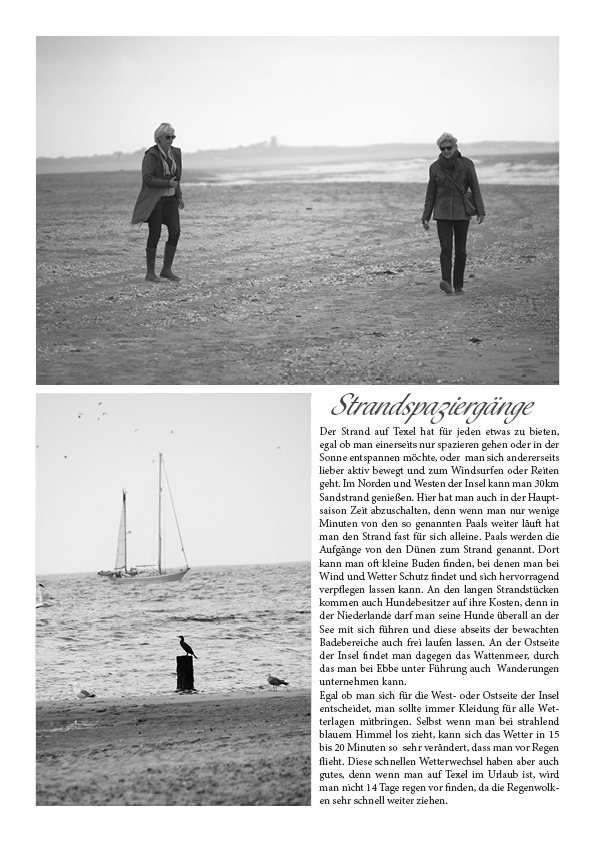 Strandspaziergänge
Der Strand auf Texel hat für jeden etwas zu bieten,
egal ob man einerseits nur spazieren gehen oder in der
Sonne entspannen möchte, oder man sich andererseits
lieber aktiv bewegt und zum Windsurfen oder Reiten
geht. Im Norden und Westen der Insel kann man 30km
Sandstrand genießen. Hier hat man auch in der Haupt-
saison Zeit abzuschalten, denn wenn man nur wenige
Minuten von den so genannten Paals weiter läuft hat
man den Strand fast für sich alleine. Paals werden die
Aufgänge von den Dünen zum Strand genannt. Dort
kann man oft kleine Buden finden, bei denen man bei
Wind und Wetter Schutz findet und sich hervorragend
verpflegen lassen kann. An den langen Strandstücken
kommen auch Hundebesitzer auf ihre Kosten, denn in
der Niederlande darf man seine Hunde überall an der
See mit sich führen und diese abseits der bewachten
Badebereiche auch frei laufen lassen. An der Ostseite
der Insel findet man dagegen das Wattenmeer, durch
das man bei Ebbe unter Führung auch Wanderungen
unternehmen kann.
Egal ob man sich für die West- oder Ostseite der Insel
entscheidet, man sollte immer Kleidung für alle Wet-
terlagen mitbringen. Selbst wenn man bei strahlend
blauem Himmel los zieht, kann sich das Wetter in 15
bis 20 Minuten so sehr verändert, dass man vor Regen
flieht. Diese schnellen Wetterwechsel haben aber auch
gutes, denn wenn man auf Texel im Urlaub ist, wird
man nicht 14 Tage regen vor finden, da die Regenwolk-
en sehr schnell weiter ziehen.